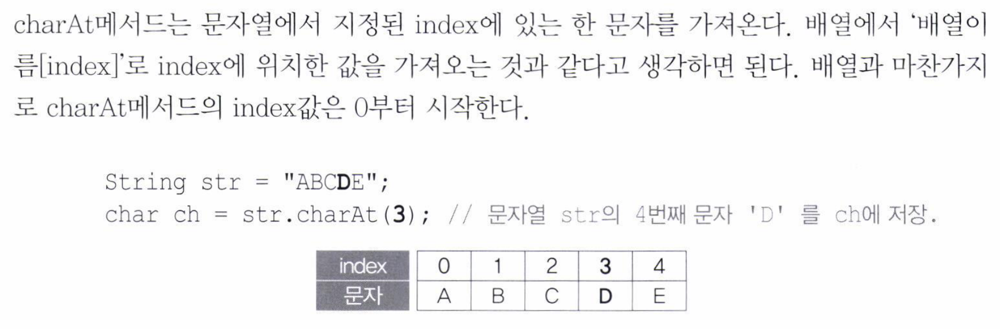 charAt메서드는 문자열에서 지정된 index에 있는 한 문자를 가져온다. 배열에서 ‘배열이
름[index]’로 index에 위치한 값을 가져오는 것과 같다고 생각하면 된다. 배열과 마찬가지
로 charAt메서드의 index값은 0부터 시작한다.
String str = "ABCDE";
char ch = str.charAt(3); // 문자열 str의 4번째 문자 'D' 를 ch에 저장.
index 0 1 2 3 4
문자 A B C D E